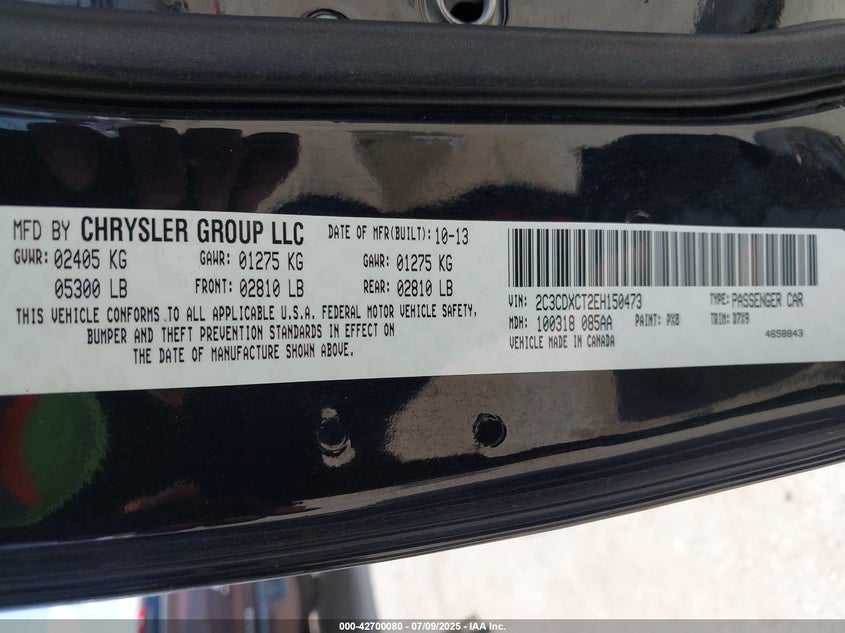 MFD BY CHRYSLER GROUP LLC DATE OF MFR(BUILT): 10-13
GVWR: 02405 KG GAWR: 01275 KG GAWR: 01275 KG
05300 LB FRONT: 02810 LB REAR: 02810 LB
THIS VEHICLE CONFORMS TO ALL APPLICABLE U.S.A. FEDERAL MOTOR VEHICLE SAFETY,
BUMPER AND THEFT PREVENTION STANDARDS IN EFFECT ON
THE DATE OF MANUFACTURE SHOWN ABOVE.
VIN: 2C3CDXCT2EH150473 TYPE: PASSENGER CAR
MDH: 100318 085AA PAINT: PX8 TRIM: D7X9
VEHICLE MADE IN CANADA 4658843
000-42700080 - 07/09/2025 - IAA Inc.